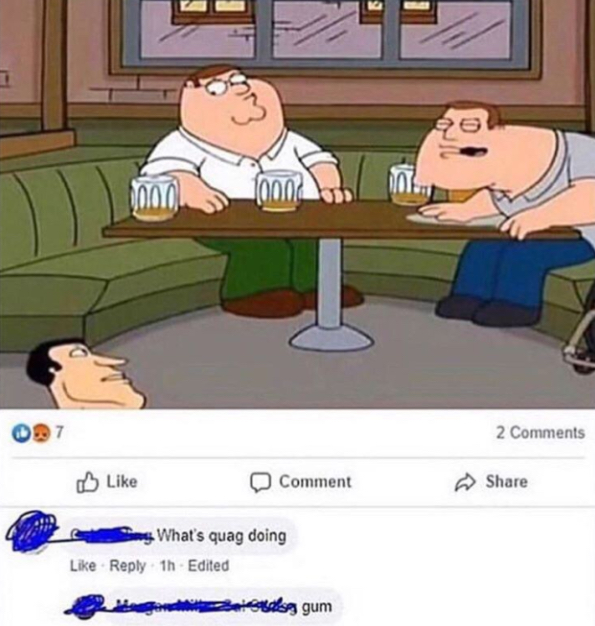 7
2 Comments
Like
Comment
Share
What's quag doing
Like · Reply · 1h · Edited
gum